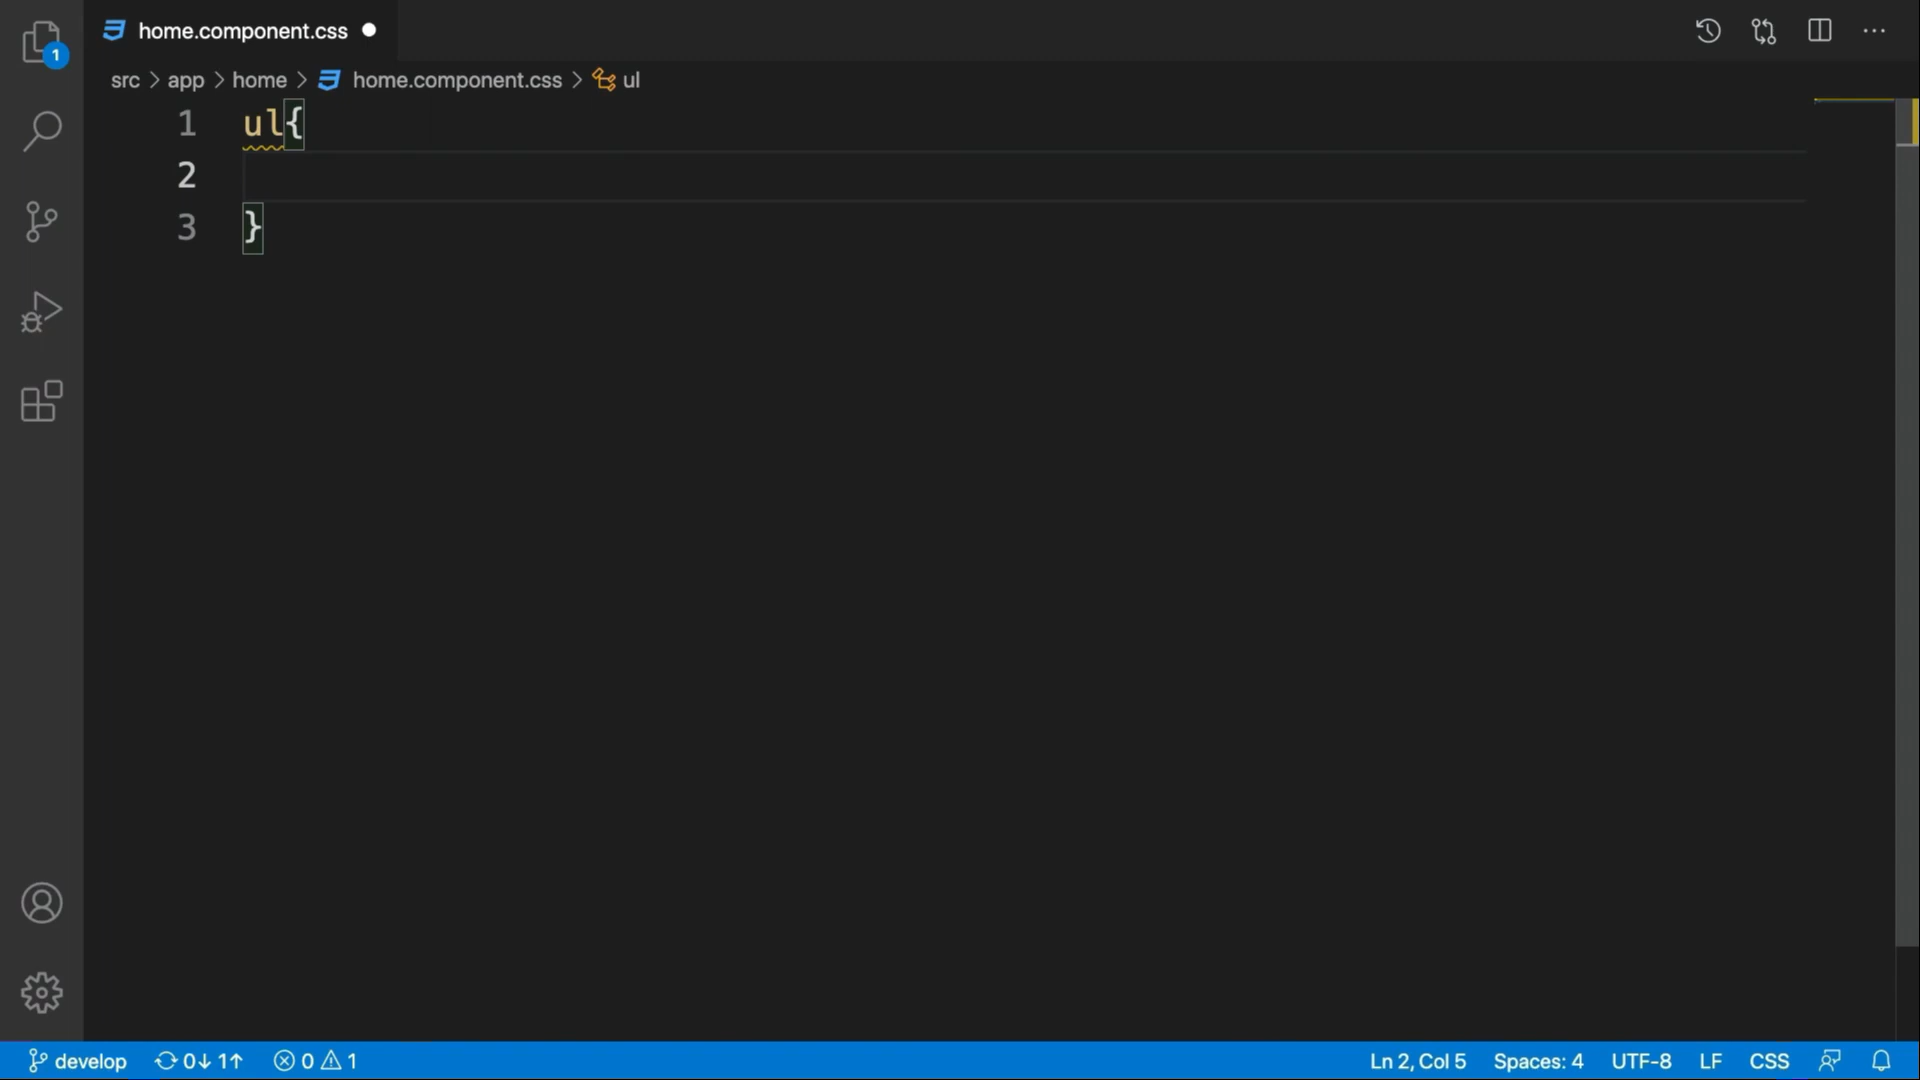 home.component.css
1
src > app > home > home.component.css > ul
1 ul{
2
3 }
develop 0↓ 1↑ 0 1 Ln 2, Col 5 Spaces: 4 UTF-8 LF CSS